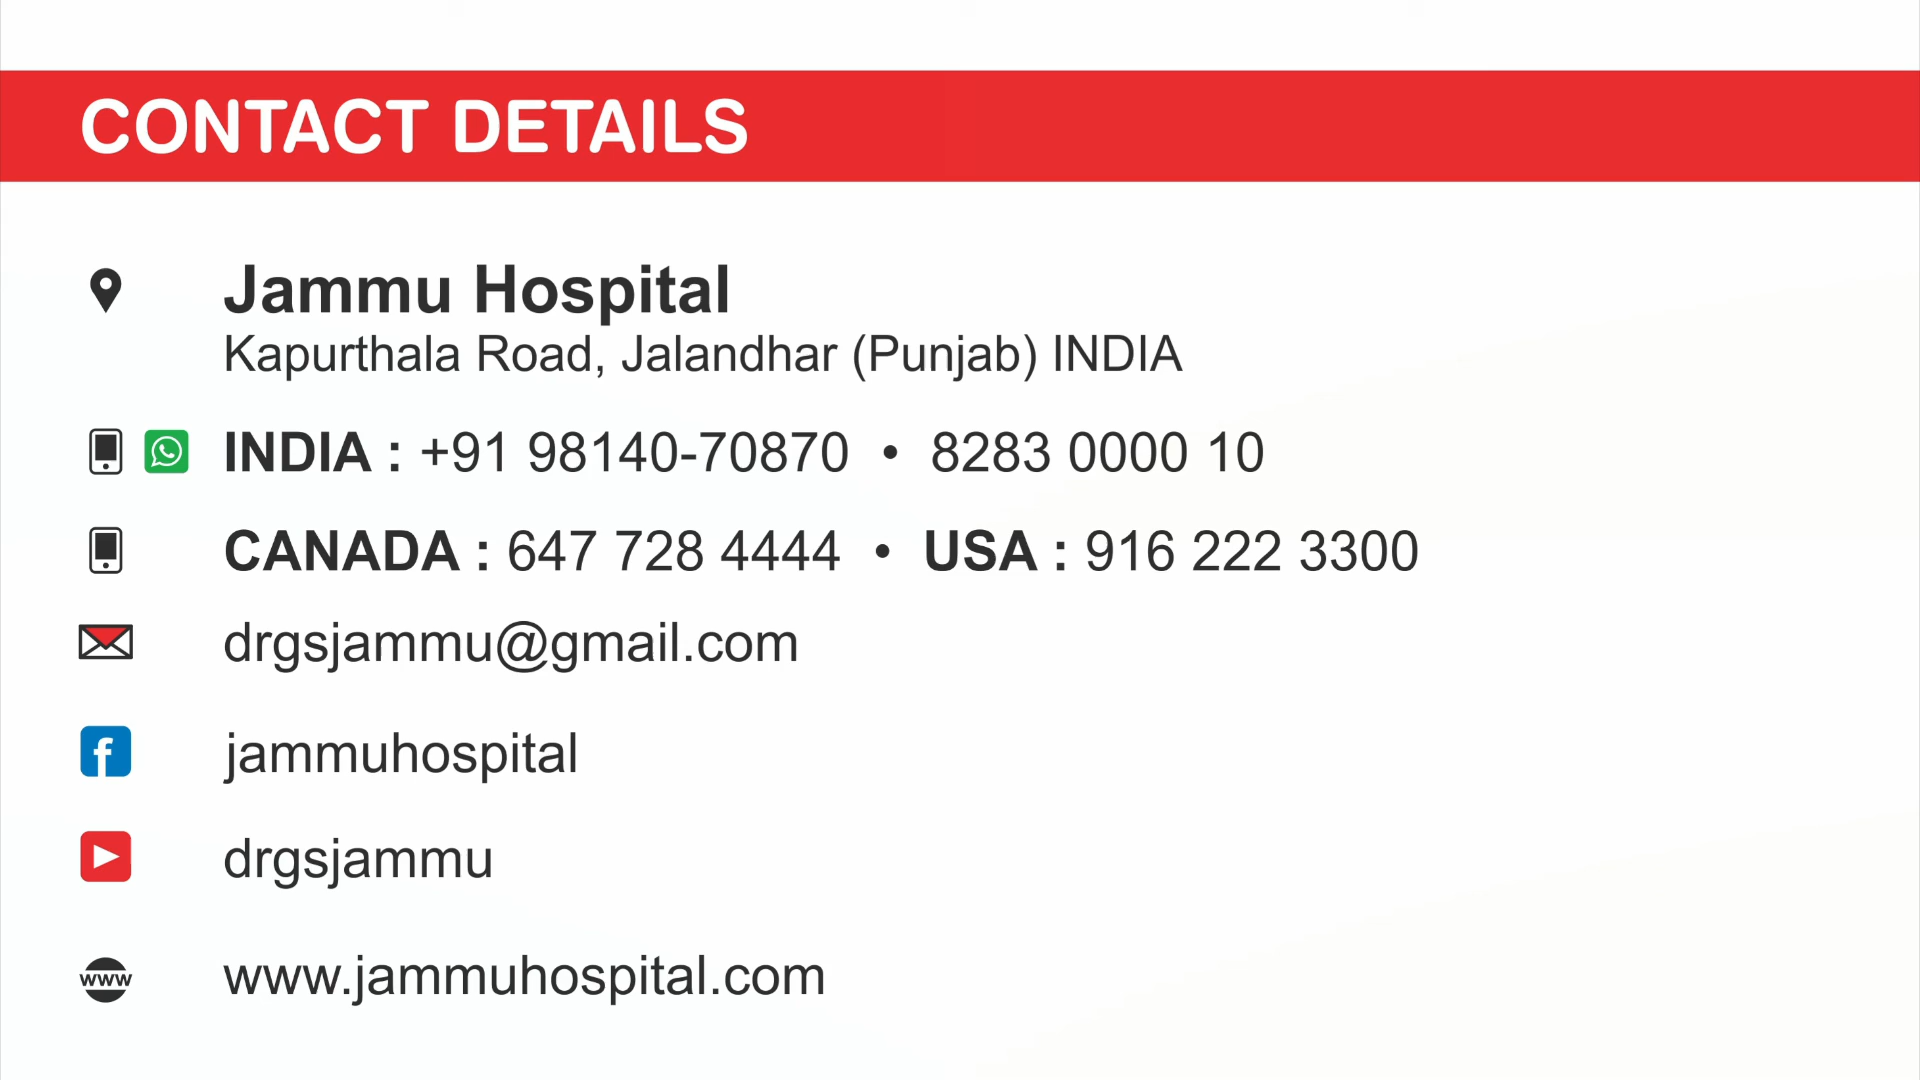 CONTACT DETAILS
Jammu Hospital
Kapurthala Road, Jalandhar (Punjab) INDIA
INDIA : +91 98140-70870 • 8283 0000 10
CANADA : 647 728 4444 • USA : 916 222 3300
drgsjammu@gmail.com
f jammuhospital
drgsjammu
www www.jammuhospital.com